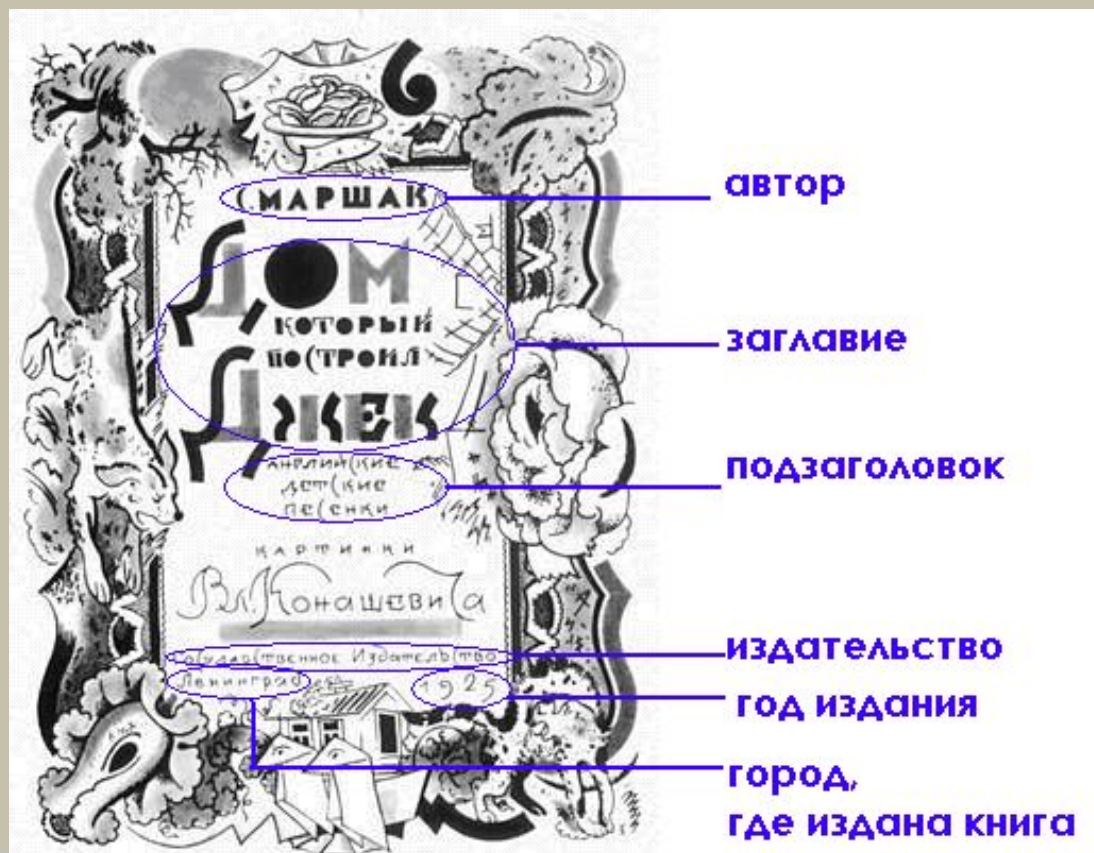 С. МАРШАК
ДОМ
КОТОРЫЙ
ПОСТРОИЛ
ДЖЕК
АНГЛИЙСКИЕ
ДЕТСКИЕ
ПЕСЕНКИ
КАРТИНКИ
Вл. Конашевича
Государственное Издательство
Ленинград
1925
автор
заглавие
подзаголовок
издательство
год издания
город,
где издана книга